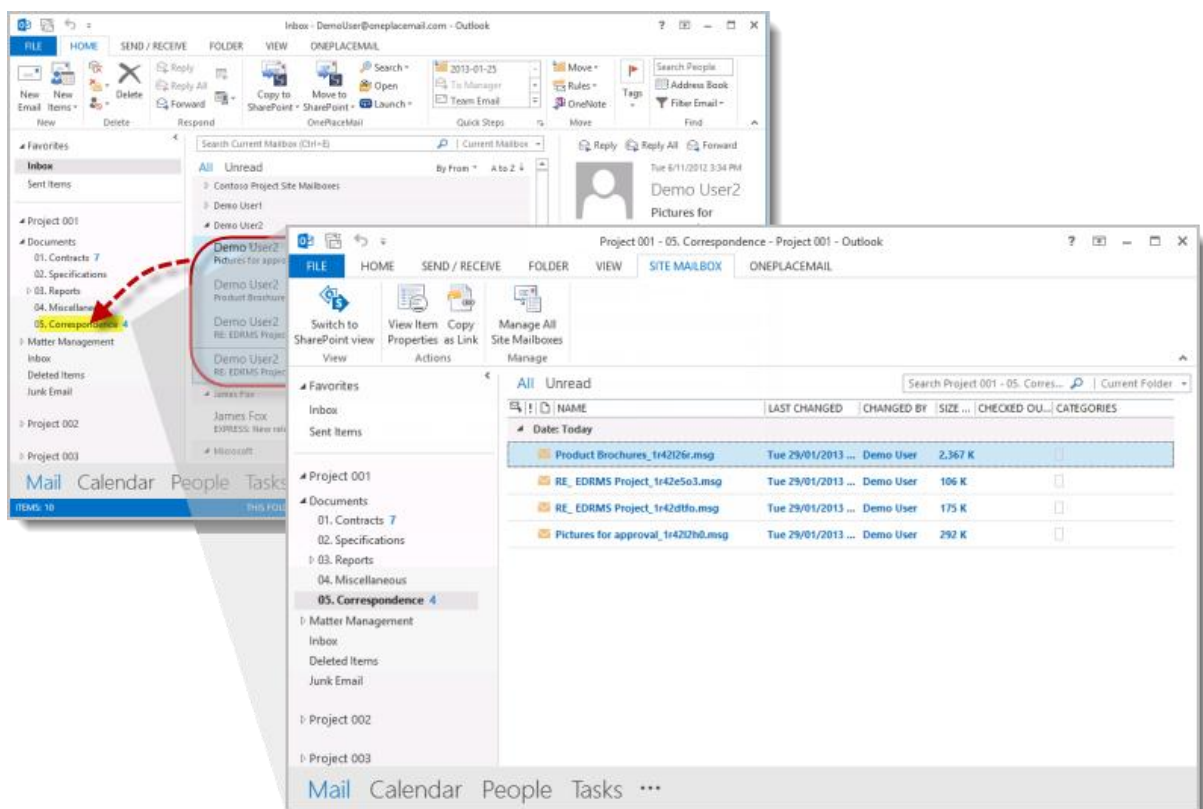 Inbox - DemoUser@oneplacemail.com - Outlook
FILE HOME SEND / RECEIVE FOLDER VIEW ONEPLACEMAIL
New Email
New Items
Delete
Reply
Reply All
Forward
Copy to SharePoint
Move to SharePoint
Search
Open
Launch
2013-01-25
To Manager
Team Email
Move
Rules
OneNote
Tags
Search People
Address Book
Filter Email
New Delete Respond OnePlaceMail Quick Steps Move Find
Favorites
Inbox
Sent Items
Project 001
Documents
01. Contracts 7
02. Specifications
03. Reports
04. Miscellaneous
05. Correspondence 4
Matter Management
Inbox
Deleted Items
Junk Email
Project 002
Project 003
Search Current Mailbox (Ctrl+E) Current Mailbox
All Unread By From A to Z
Contoso Project Site Mailboxes
Demo User1
Demo User2
Demo User2
Pictures for
Demo User2
Product Brochure
Demo User2
RE: EDRMS Project
Demo User2
RE: EDRMS Project
James Fox
James Fox
EXPRESS: New
Microsoft
Reply Reply All Forward
Tue 6/11/2012 3:34 PM
Demo User2
Pictures for
Mail Calendar People Tasks
ITEMS: 10
Project 001 - 05. Correspondence - Project 001 - Outlook
FILE HOME SEND / RECEIVE FOLDER VIEW SITE MAILBOX ONEPLACEMAIL
Switch to SharePoint view
View Item Properties
Copy as Link
Manage All Site Mailboxes
View Actions Manage
Favorites
Inbox
Sent Items
Project 001
Documents
01. Contracts 7
02. Specifications
03. Reports
04. Miscellaneous
05. Correspondence 4
Matter Management
Inbox
Deleted Items
Junk Email
Project 002
Project 003
All Unread
Search Project 001 - 05. Corres... Current Folder
NAME LAST CHANGED CHANGED BY SIZE ... CHECKED OU... CATEGORIES
Date: Today
Product Brochures_1r42l26r.msg Tue 29/01/2013 ... Demo User 2,367 K
RE_ EDRMS Project_1r42e5o3.msg Tue 29/01/2013 ... Demo User 106 K
RE_ EDRMS Project_1r42dtfo.msg Tue 29/01/2013 ... Demo User 175 K
Pictures for approval_1r42l2h0.msg Tue 29/01/2013 ... Demo User 292 K
Mail Calendar People Tasks ...